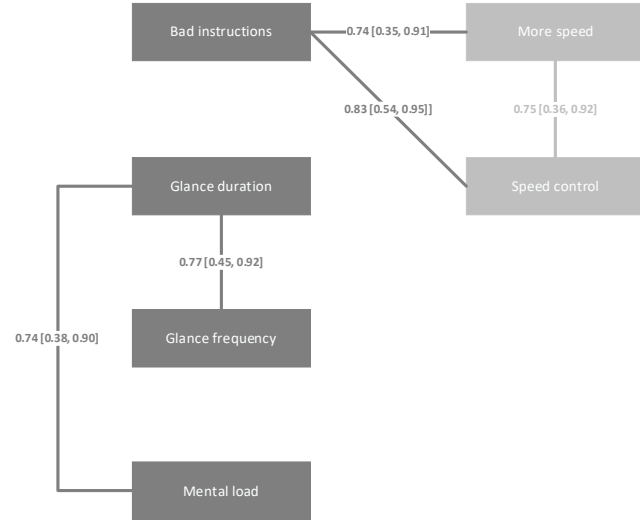 Bad instructions
0.74 [0.35, 0.91]
More speed
0.83 [0.54, 0.95]]
0.75 [0.36, 0.92]
Glance duration
Speed control
0.77 [0.45, 0.92]
0.74 [0.38, 0.90]
Glance frequency
Mental load